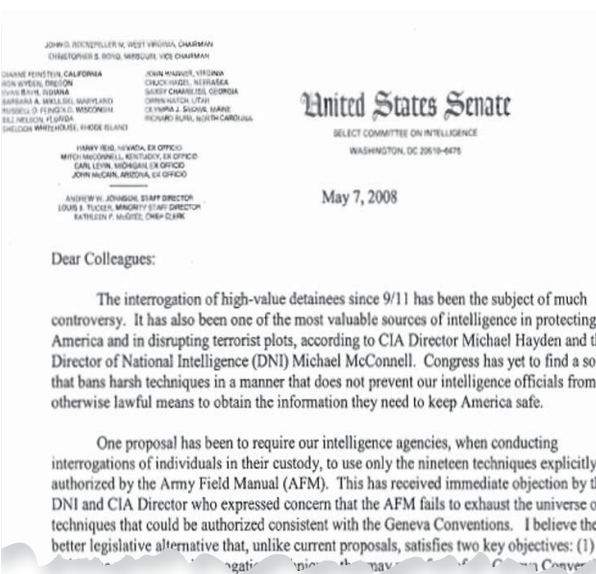 JOHN D. ROCKEFELLER IV, WEST VIRGINIA, CHAIRMAN
CHRISTOPHER S. BOND, MISSOURI, VICE CHAIRMAN
DIANNE FEINSTEIN, CALIFORNIA
RON WYDEN, OREGON
EVAN BAYH, INDIANA
BARBARA A. MIKULSKI, MARYLAND
RUSSELL D. FEINGOLD, WISCONSIN
BILL NELSON, FLORIDA
SHELDON WHITEHOUSE, RHODE ISLAND
JOHN WARNER, VIRGINIA
CHUCK HAGEL, NEBRASKA
SAXBY CHAMBLISS, GEORGIA
ORRIN HATCH, UTAH
OLYMPIA J. SNOWE, MAINE
RICHARD BURR, NORTH CAROLINA
HARRY REID, NEVADA, EX OFFICIO
MITCH McCONNELL, KENTUCKY, EX OFFICIO
CARL LEVIN, MICHIGAN, EX OFFICIO
JOHN McCAIN, ARIZONA, EX OFFICIO
ANDREW W. JOHNSON, STAFF DIRECTOR
LOUIS B. TUCKER, MINORITY STAFF DIRECTOR
KATHLEEN P. McGHEE, CHIEF CLERK
United States Senate
SELECT COMMITTEE ON INTELLIGENCE
WASHINGTON, DC 20510-6475
May 7, 2008
Dear Colleagues:
The interrogation of high-value detainees since 9/11 has been the subject of much
controversy. It has also been one of the most valuable sources of intelligence in protecting
America and in disrupting terrorist plots, according to CIA Director Michael Hayden and
Director of National Intelligence (DNI) Michael McConnell. Congress has yet to find a
that bans harsh techniques in a manner that does not prevent our intelligence officials from
otherwise lawful means to obtain the information they need to keep America safe.
One proposal has been to require our intelligence agencies, when conducting
interrogations of individuals in their custody, to use only the nineteen techniques explicitly
authorized by the Army Field Manual (AFM). This has received immediate objection by
DNI and CIA Director who expressed concern that the AFM fails to exhaust the universe
techniques that could be authorized consistent with the Geneva Conventions. I believe
better legislative alternative that, unlike current proposals, satisfies two key objectives: (1)